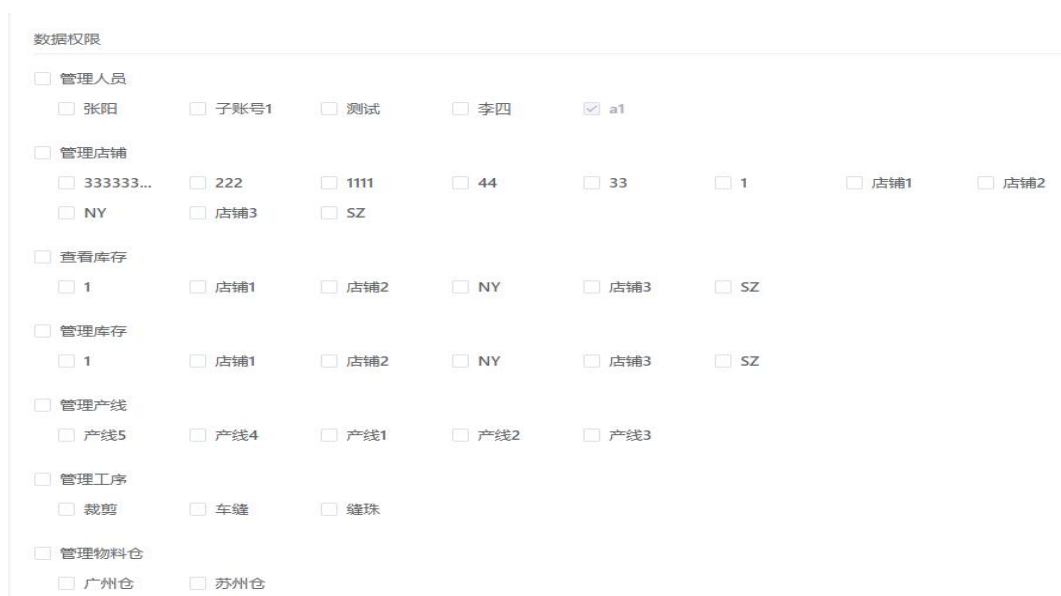 数据权限
管理人员
张阳 子账号1 测试 李四 a1
管理店铺
333333... 222 1111 44 33 1 店铺1 店铺2
NY 店铺3 SZ
查看库存
1 店铺1 店铺2 NY 店铺3 SZ
管理库存
1 店铺1 店铺2 NY 店铺3 SZ
管理产线
产线5 产线4 产线1 产线2 产线3
管理工序
裁剪 车缝 缝珠
管理物料仓
广州仓 苏州仓